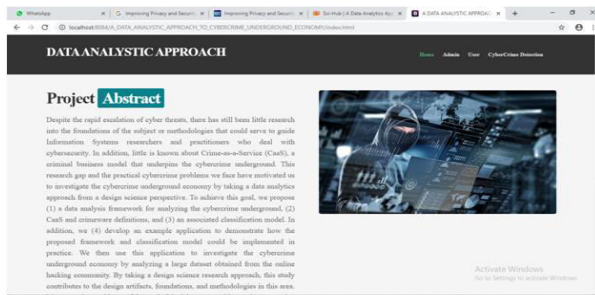 WhatsApp
Improving Privacy and Securit
Improving Privacy and Securit
Sci-Hub | A Data Analytics App
A DATA ANALYTIC APPROAC
localhost:8084/A_DATA_ANALYTIC_APPROACH_TO_CYBERCRIME_UNDERGROUND_ECONOMY/index.html
DATA ANALYSTIC APPROACH
Home Admin User CyberCrime Detection
Project Abstract
Despite the rapid escalation of cyber threats, there has still been little research
into the foundations of the subject or methodologies that could serve to guide
Information Systems researchers and practitioners who deal with
cybersecurity. In addition, little is known about Crime-as-a-Service (CaaS), a
criminal business model that underpins the cybercrime underground. This
research gap and the practical cybercrime problems we face have motivated us
to investigate the cybercrime underground economy by taking a data analytics
approach from a design science perspective. To achieve this goal, we propose
(1) a data analysis framework for analyzing the cybercrime underground, (2)
CaaS and crimeware definitions, and (3) an associated classification model. In
addition, we (4) develop an example application to demonstrate how the
proposed framework and classification model could be implemented in
practice. We then use this application to investigate the cybercrime
underground economy by analyzing a large dataset obtained from the online
hacking community. By taking a design science research approach, this study
contributes to the design artifacts, foundations, and methodologies in this area.
Activate Windows
Go to Settings to activate Windows.